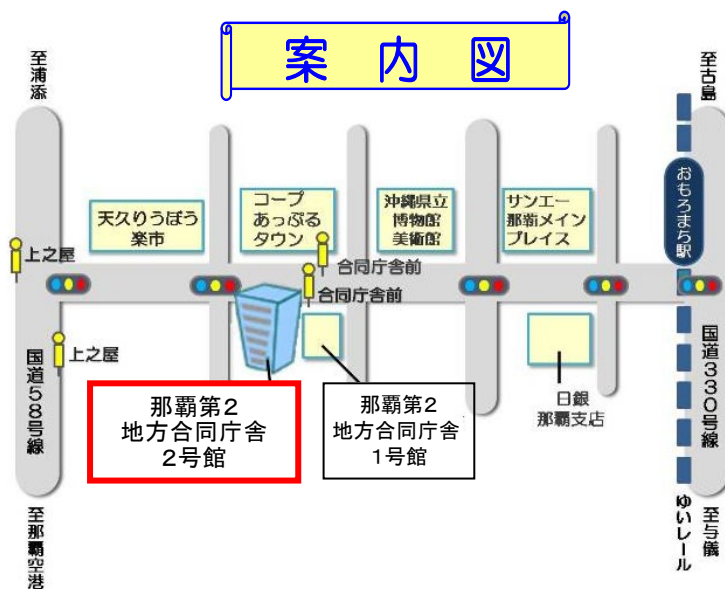 案内図
至浦添
至古島
おもろまち駅
天久りうぼう
楽市
コープ
あっぷる
タウン
沖縄県立
博物館
美術館
サンエー
那覇メイン
プレイス
上之屋
合同庁舎前
合同庁舎前
上之屋
国道58号線
国道330号線
那覇第2
地方合同庁舎
2号館
那覇第2
地方合同庁舎
1号館
日銀
那覇支店
至那覇空港
ゆいレール
至与儀